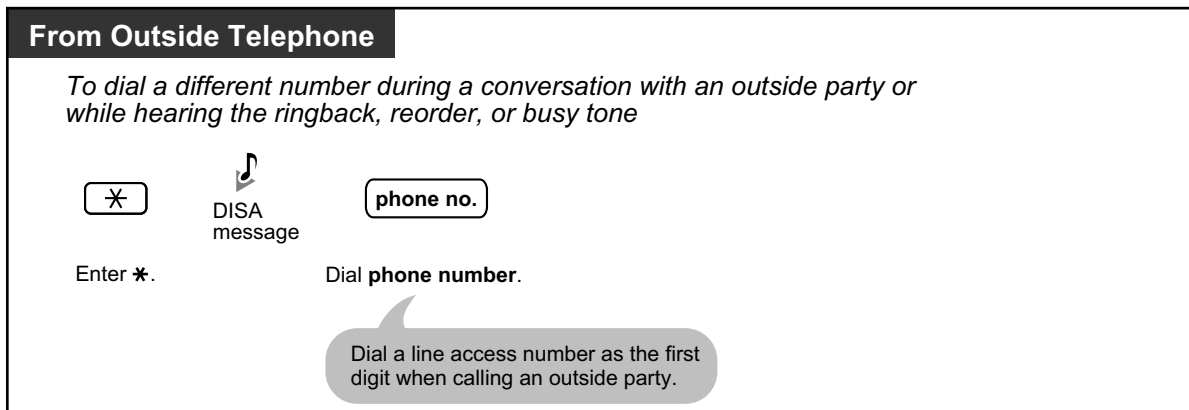 From Outside Telephone
To dial a different number during a conversation with an outside party or
while hearing the ringback, reorder, or busy tone
DISA
message
phone no.
Enter ✱.
Dial phone number.
Dial a line access number as the first
digit when calling an outside party.